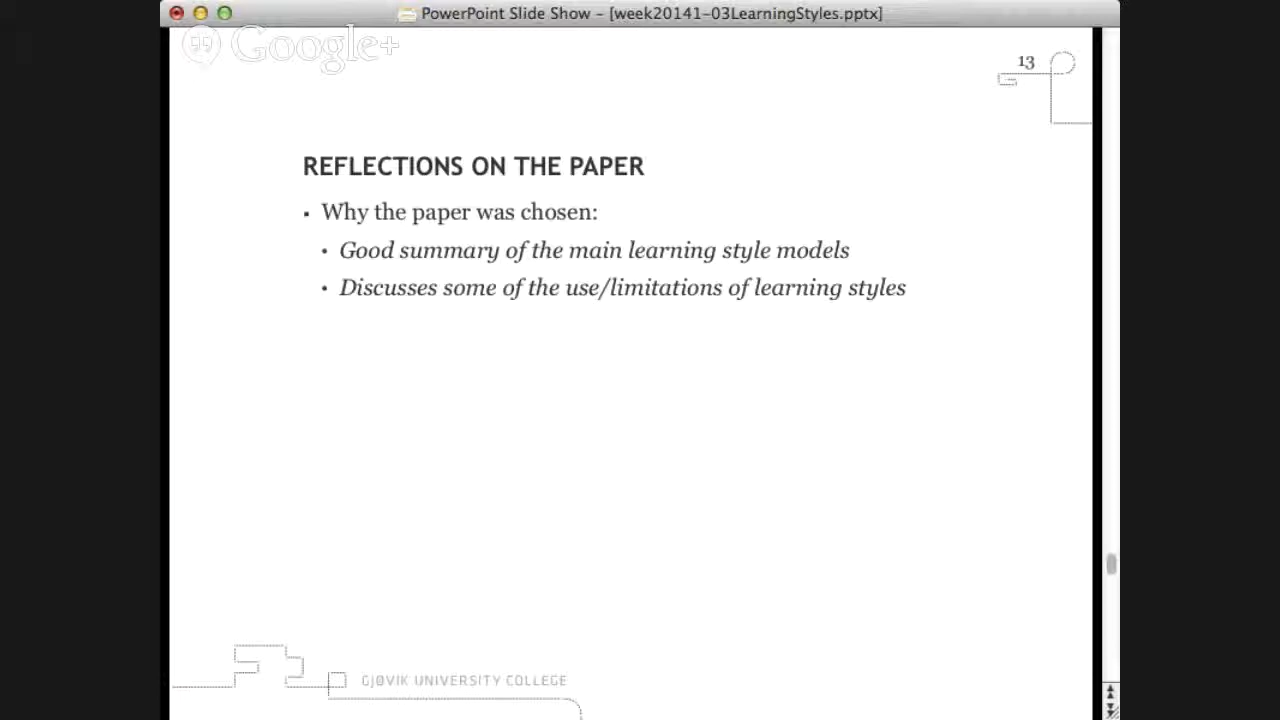 PowerPoint Slide Show – [week20141-03LearningStyles.pptx]
Google+
13
REFLECTIONS ON THE PAPER
▪ Why the paper was chosen:
• Good summary of the main learning style models
• Discusses some of the use/limitations of learning styles
GJØVIK UNIVERSITY COLLEGE